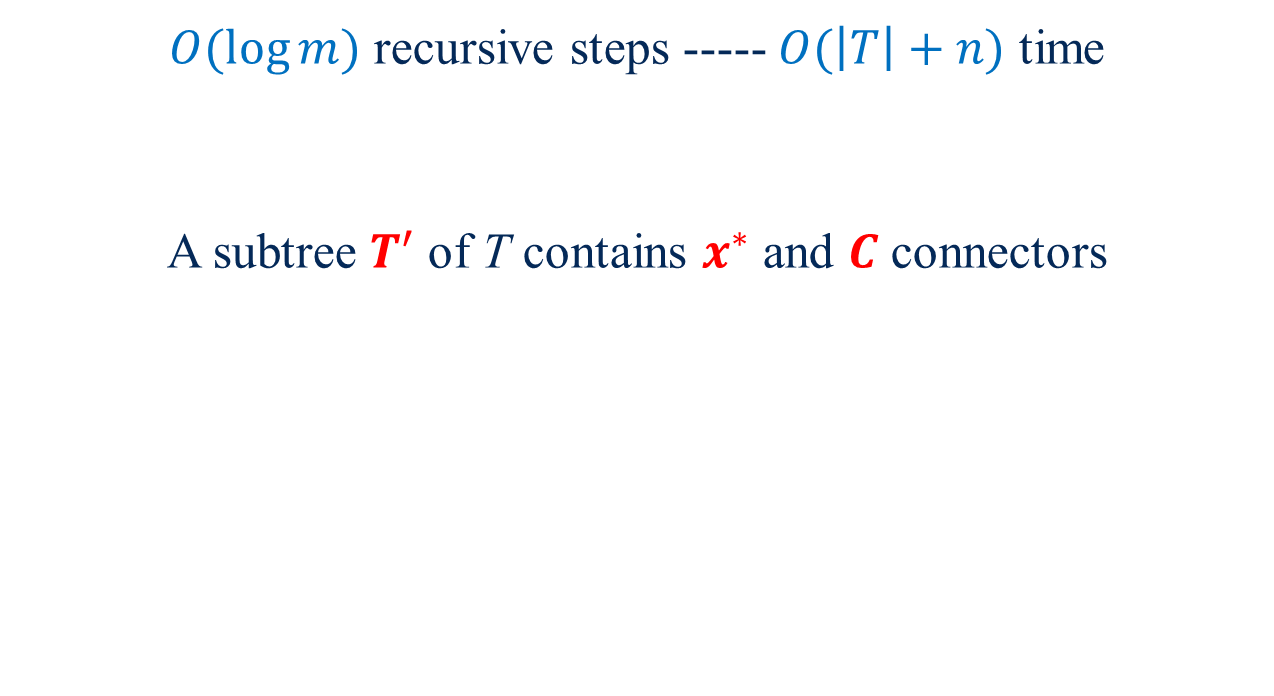 O(log m) recursive steps ----- O(|T| + n) time
A subtree T′ of T contains x* and C connectors